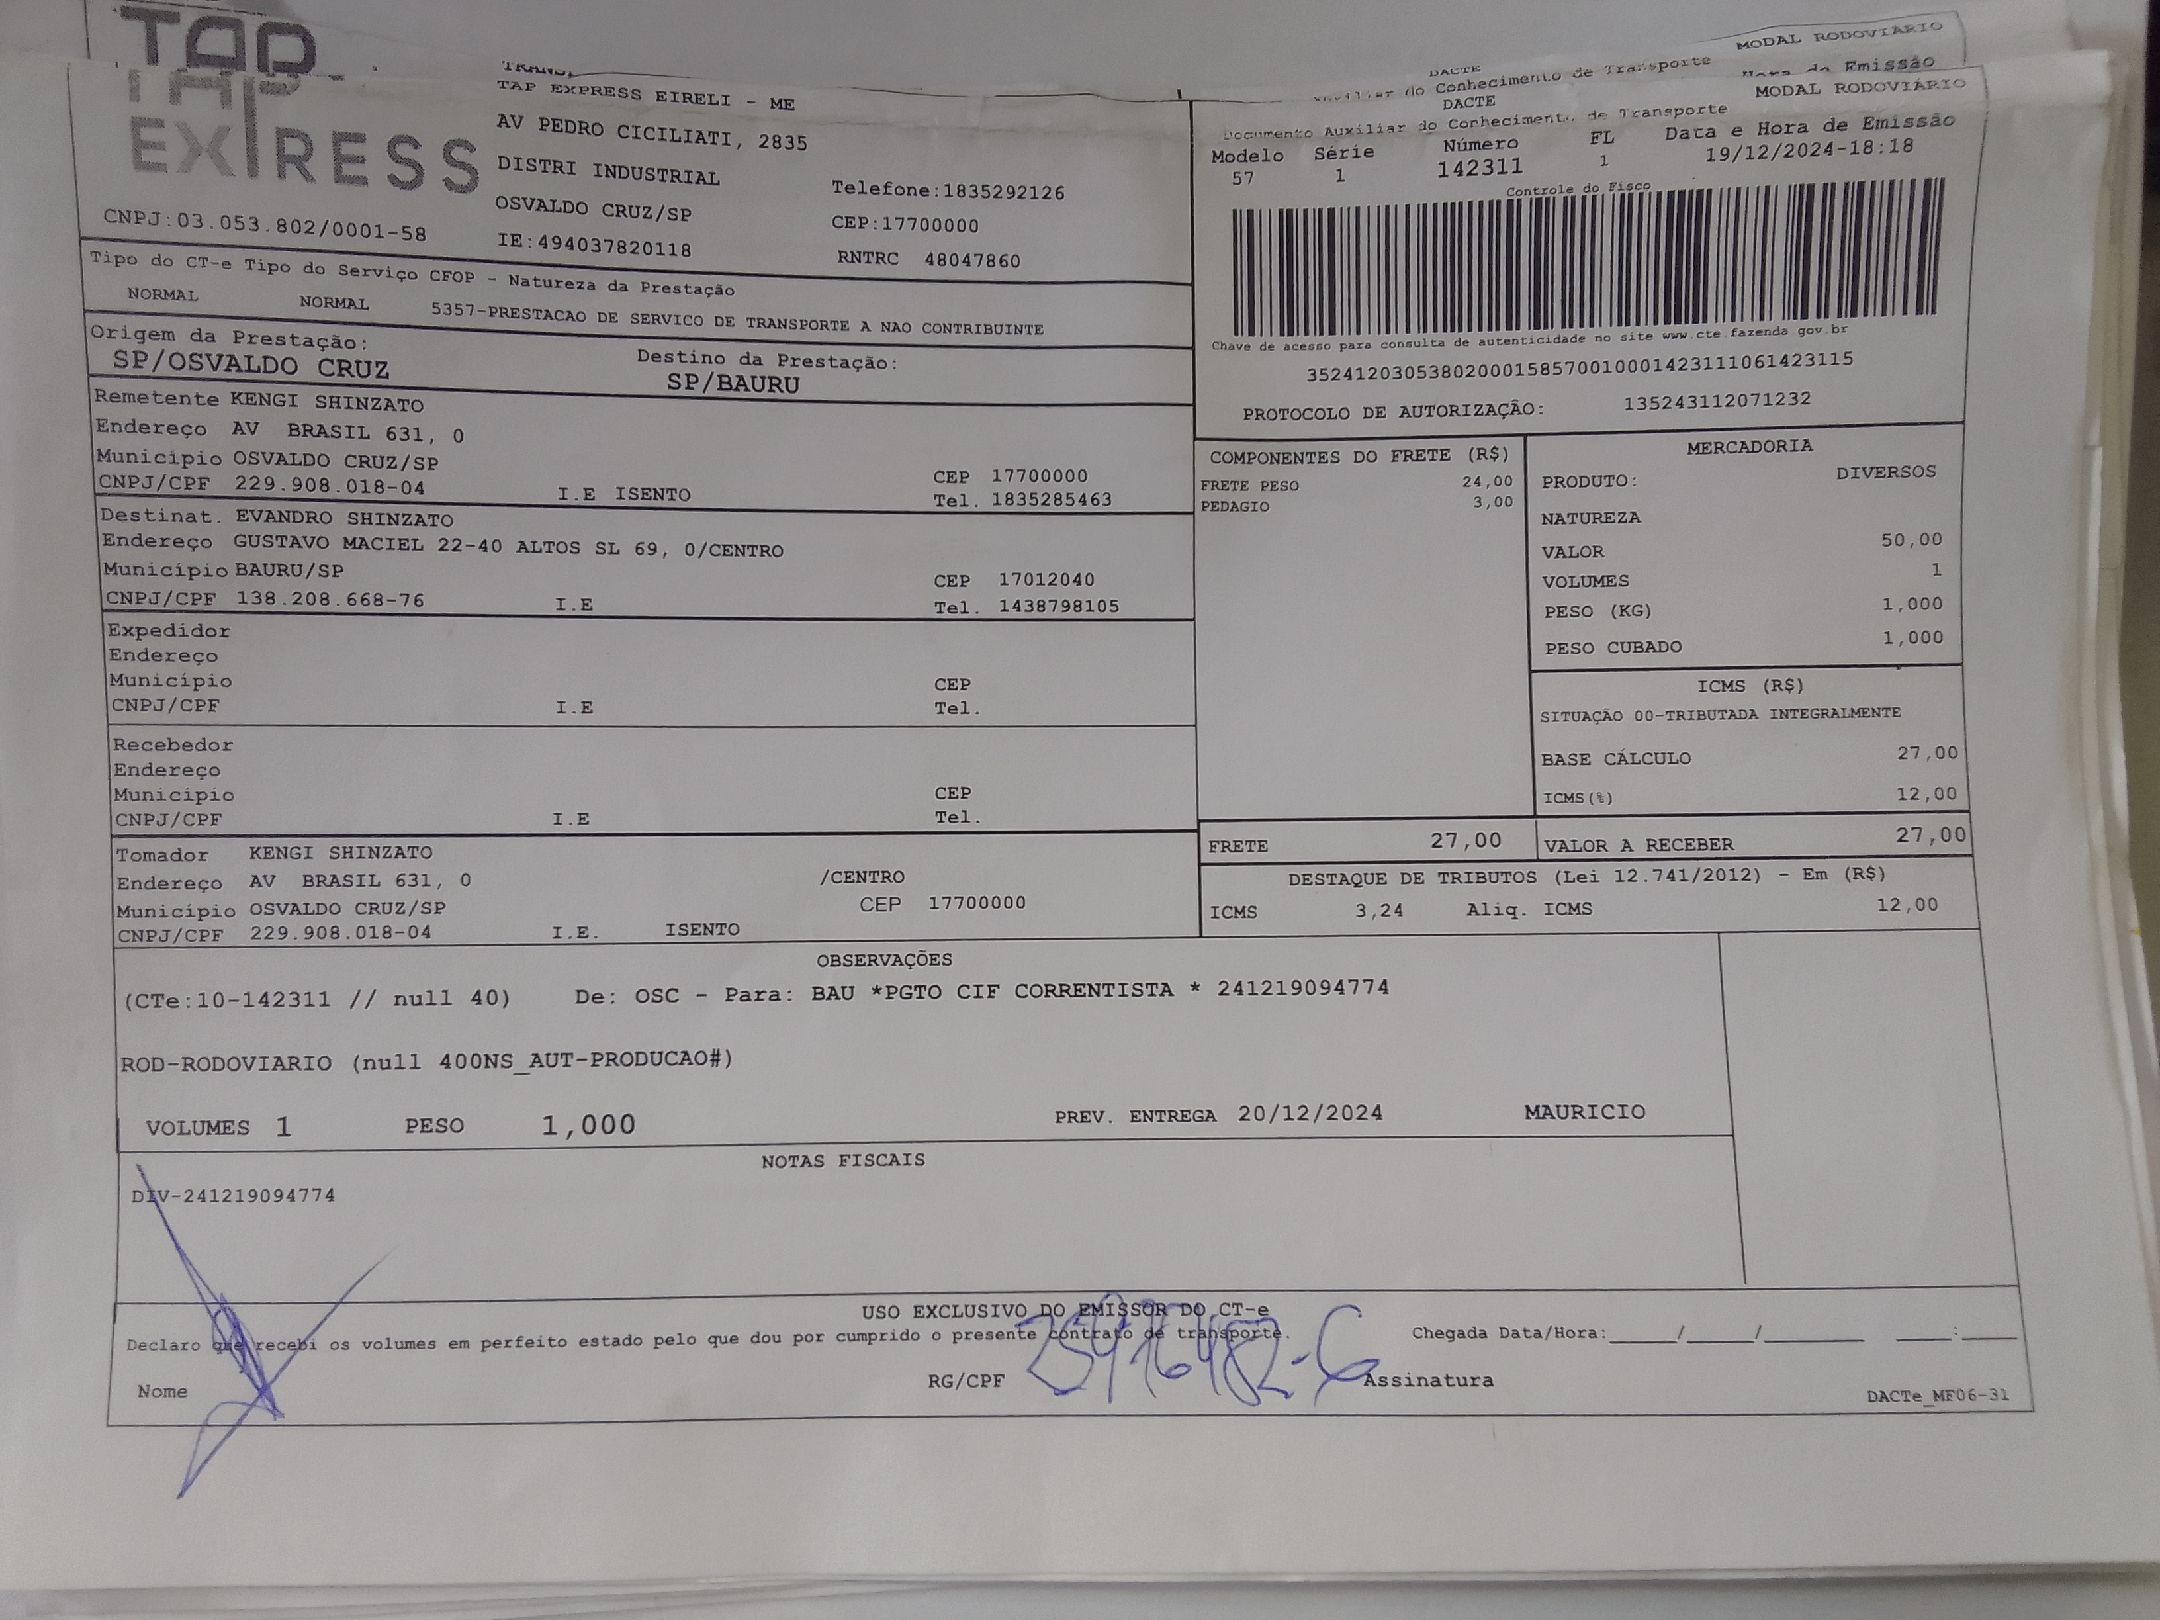 TAP
TAP
EXPRESS
CNPJ:03.053.802/0001-58
TAP EXPRESS EIRELI - ME
AV PEDRO CICILIATI, 2835
DISTRI INDUSTRIAL
Telefone:1835292126
OSVALDO CRUZ/SP
CEP:17700000
IE:494037820118
RNTRC 48047860
MODAL RODOVIÁRIO
DACTE
do Conhecimento de Transporte
Emissão
MODAL RODOVIÁRIO
DACTE
Documento Auxiliar do Conhecimento de Transporte
Modelo Série Número FL Data e Hora de Emissão
57 1 142311 1 19/12/2024-18:18
Controle do Fisco
Chave de acesso para consulta de autenticidade no site www.cte.fazenda gov.br
35241203053802000158570010001423111061423115
PROTOCOLO DE AUTORIZAÇÃO: 135243112071232
Tipo do CT-e Tipo do Serviço CFOP - Natureza da Prestação
NORMAL NORMAL 5357-PRESTACAO DE SERVICO DE TRANSPORTE A NAO CONTRIBUINTE
Origem da Prestação: Destino da Prestação:
SP/OSVALDO CRUZ SP/BAURU
Remetente KENGI SHINZATO
Endereço AV BRASIL 631, 0
Município OSVALDO CRUZ/SP CEP 17700000
CNPJ/CPF 229.908.018-04 I.E ISENTO Tel. 1835285463
Destinat. EVANDRO SHINZATO
Endereço GUSTAVO MACIEL 22-40 ALTOS SL 69, 0/CENTRO
Município BAURU/SP CEP 17012040
CNPJ/CPF 138.208.668-76 I.E Tel. 1438798105
Expedidor
Endereço
Município CEP
CNPJ/CPF I.E Tel.
Recebedor
Endereço
Município CEP
CNPJ/CPF I.E Tel.
Tomador KENGI SHINZATO
Endereço AV BRASIL 631, 0 /CENTRO
Município OSVALDO CRUZ/SP CEP 17700000
CNPJ/CPF 229.908.018-04 I.E. ISENTO
COMPONENTES DO FRETE (R$)
FRETE PESO 24,00
PEDAGIO 3,00
MERCADORIA
PRODUTO: DIVERSOS
NATUREZA
VALOR 50,00
VOLUMES 1
PESO (KG) 1,000
PESO CUBADO 1,000
ICMS (R$)
SITUAÇÃO 00-TRIBUTADA INTEGRALMENTE
BASE CÁLCULO 27,00
ICMS(%) 12,00
FRETE 27,00 VALOR A RECEBER 27,00
DESTAQUE DE TRIBUTOS (Lei 12.741/2012) - Em (R$)
ICMS 3,24 Aliq. ICMS 12,00
OBSERVAÇÕES
(CTe:10-142311 // null 40) De: OSC - Para: BAU *PGTO CIF CORRENTISTA * 241219094774
ROD-RODOVIARIO (null 400NS_AUT-PRODUCAO#)
VOLUMES 1 PESO 1,000 PREV. ENTREGA 20/12/2024 MAURICIO
NOTAS FISCAIS
DIV-241219094774
USO EXCLUSIVO DO EMISSOR DO CT-e
Declaro que recebi os volumes em perfeito estado pelo que dou por cumprido o presente contrato de transporte. Chegada Data/Hora:_____/_____/________ ____:_____
Nome RG/CPF Assinatura
DACTe_MF06-31